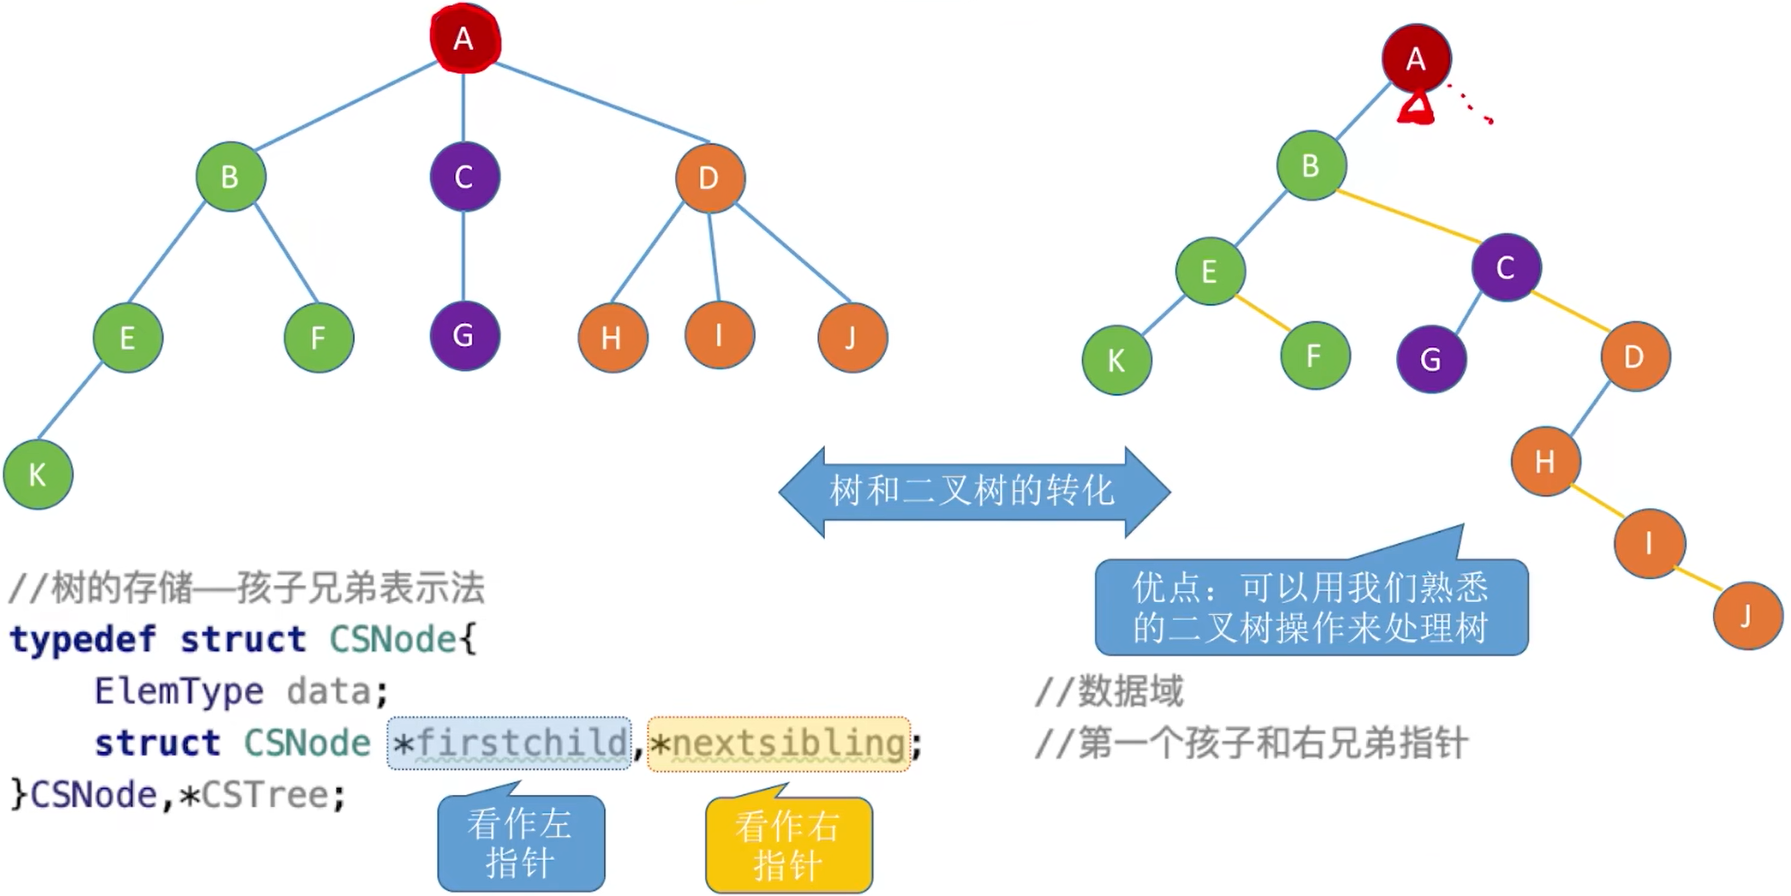 A
B
C
D
E
F
G
H
I
J
K
A
B
E
C
K
F
G
D
H
I
J
树和二叉树的转化
优点：可以用我们熟悉
的二叉树操作来处理树
//树的存储——孩子兄弟表示法
typedef struct CSNode{
ElemType data; //数据域
struct CSNode *firstchild,*nextsibling; //第一个孩子和右兄弟指针
}CSNode,*CSTree;
看作左
指针
看作右
指针